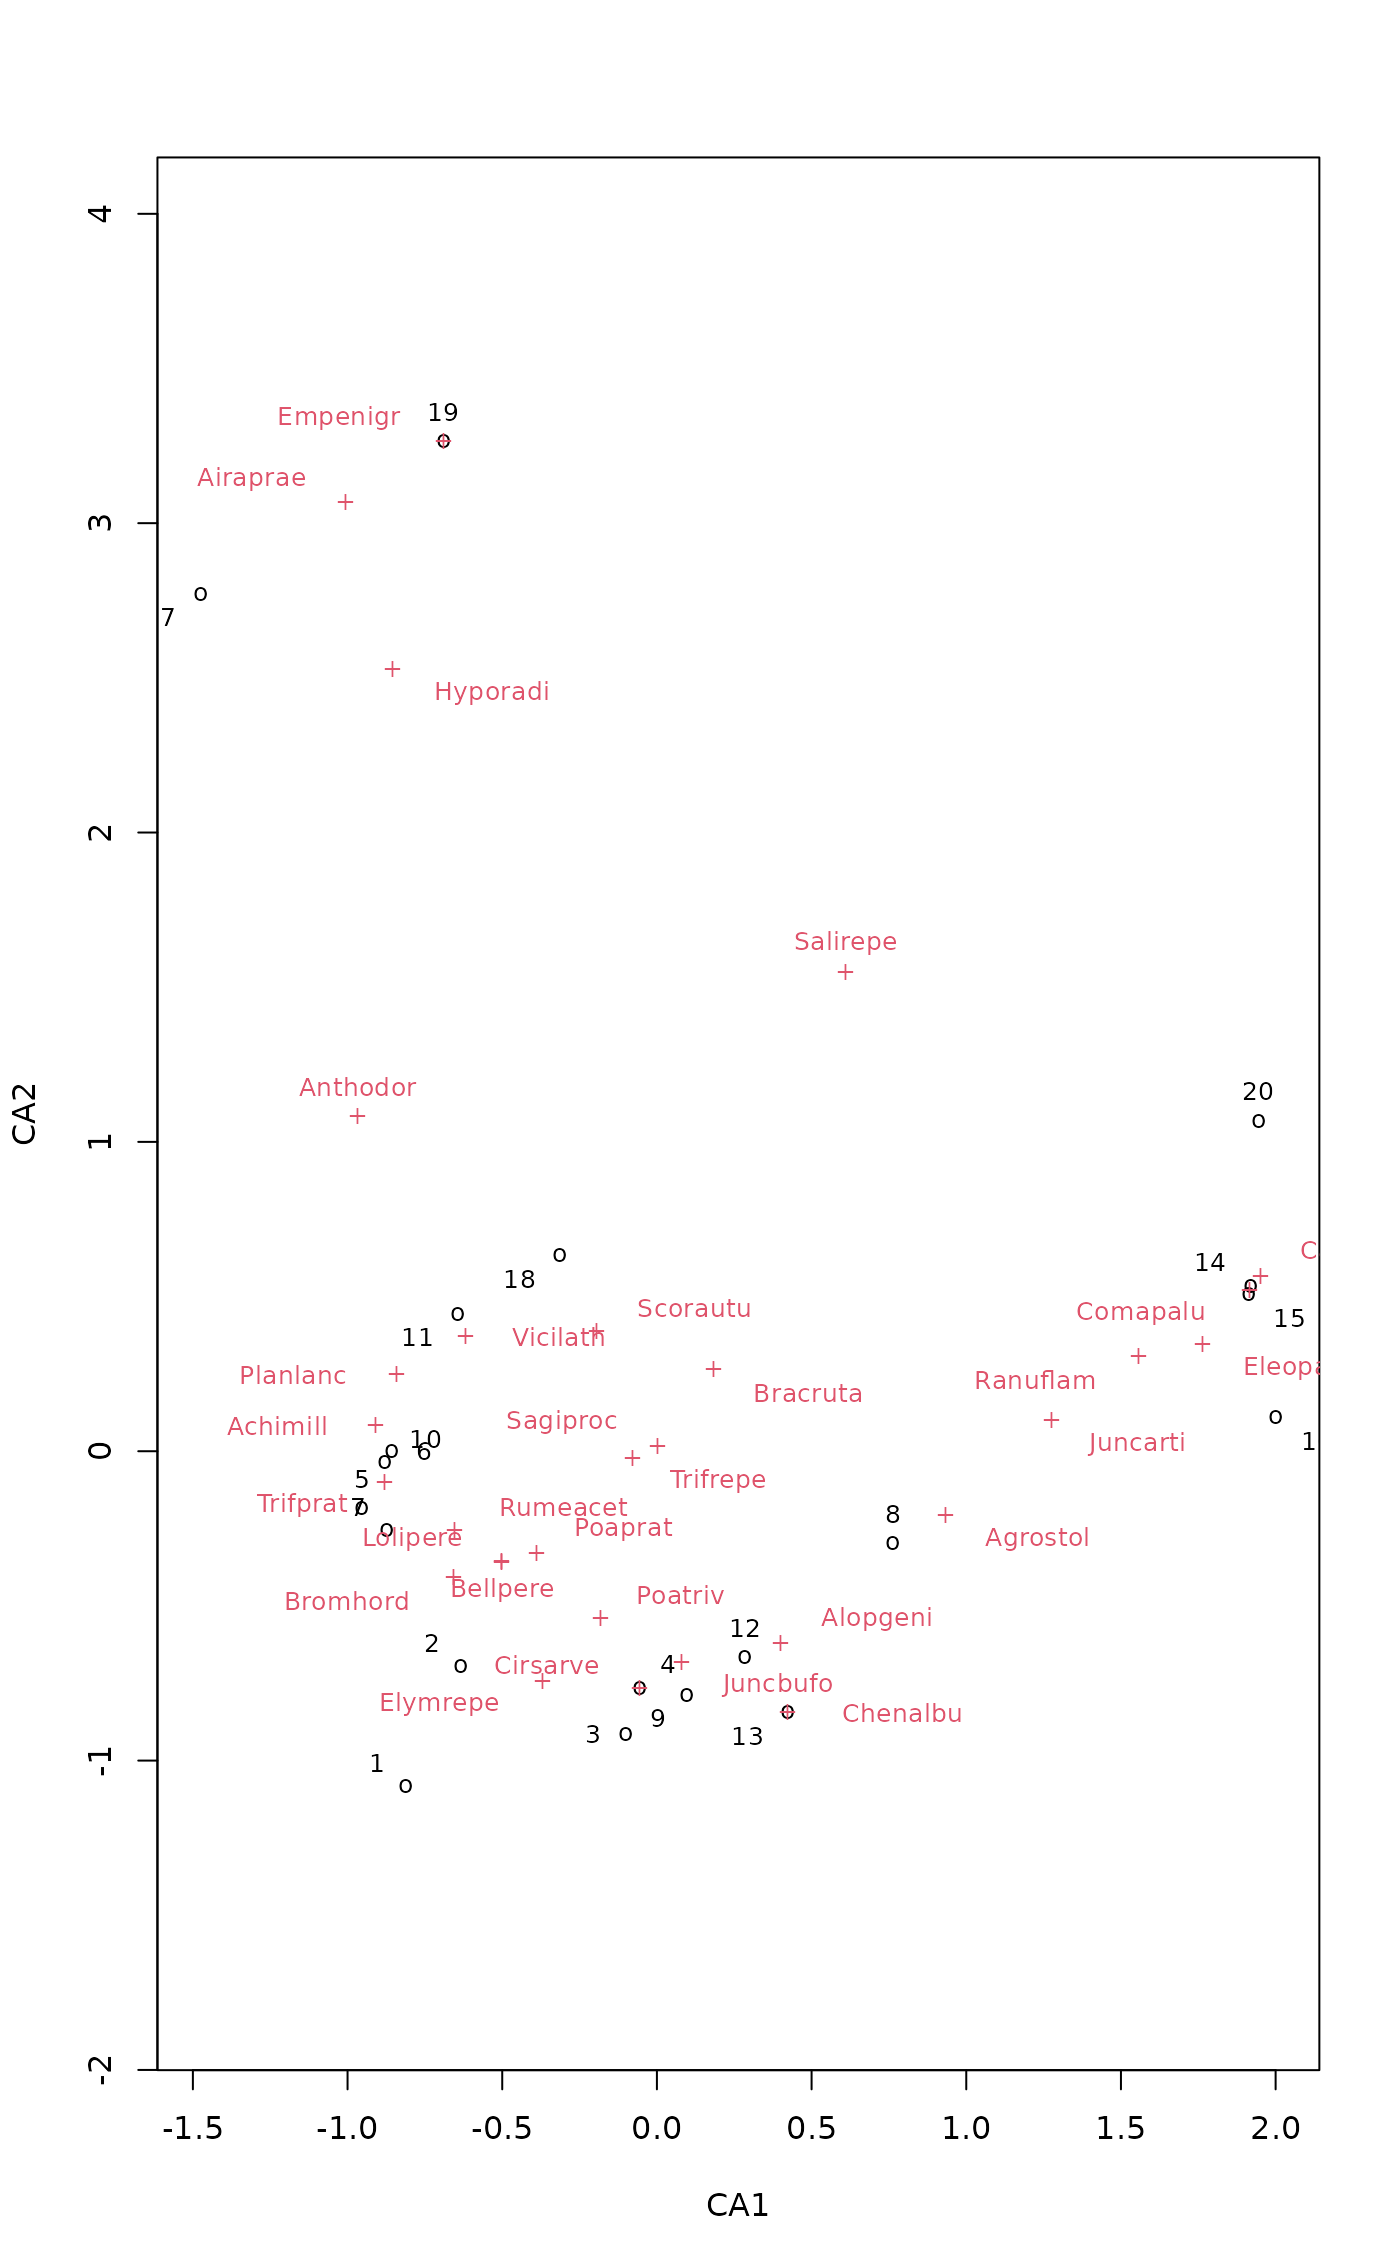 4
Empenigr
19
Airaprae
3
7
Hyporadi
2
Salirepe
Anthodor
20
CA2
1
14
C
18
Scorautu
Comapalu
15
11
Vicilath
Planlanc
Eleopa
Ranuflam
Bracruta
Achimill
Sagiproc
10
6
0
Juncarti
1
5
Trifrepe
Trifprat
7
Rumeacet
8
Lolipere
Poaprat
Agrostol
Bromhord
Bellpere
Poatriv
Alopgeni
12
2
Cirsarve
4
Juncbufo
Elymrepe
Chenalbu
9
3
13
-1
1
-2
-1.5 -1.0 -0.5 0.0 0.5 1.0 1.5 2.0
CA1